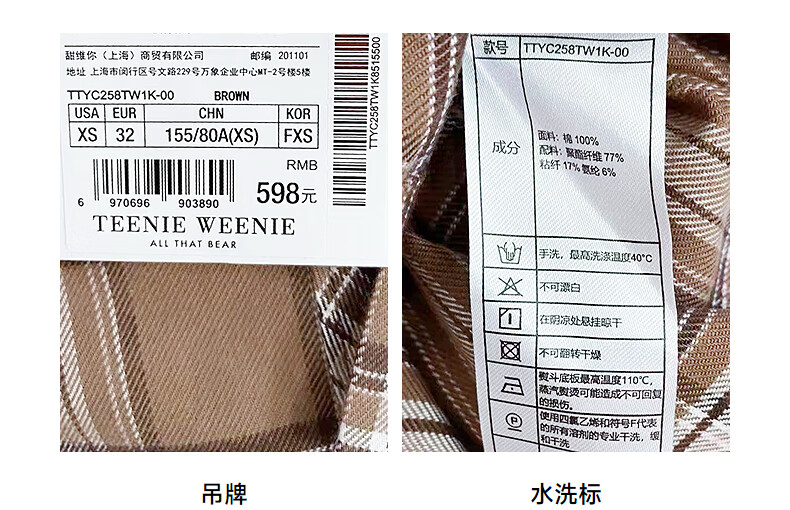 甜维你（上海）商贸有限公司 邮编 201101
地址 上海市闵行区号文路229号万象企业中心MT-2号楼5楼
TTYC258TW1K-00 BROWN
USA EUR CHN KOR
XS 32 155/80A(XS) FXS
RMB
598元
6 970696 903890
TEENIE WEENIE
ALL THAT BEAR
TTYC258TW1K8515500
吊牌
款号 TTYC258TW1K-00
成分
面料: 棉 100%
配料: 聚酯纤维 77%
粘纤 17% 氨纶 6%
手洗，最高洗涤温度40°C
不可漂白
在阴凉处悬挂晾干
不可翻转干燥
熨斗底板最高温度110°C，
蒸汽熨烫可能造成不可回复
的损伤。
P
使用四氯乙烯和符号F代表
的所有溶剂的专业干洗，缓
和干洗
水洗标